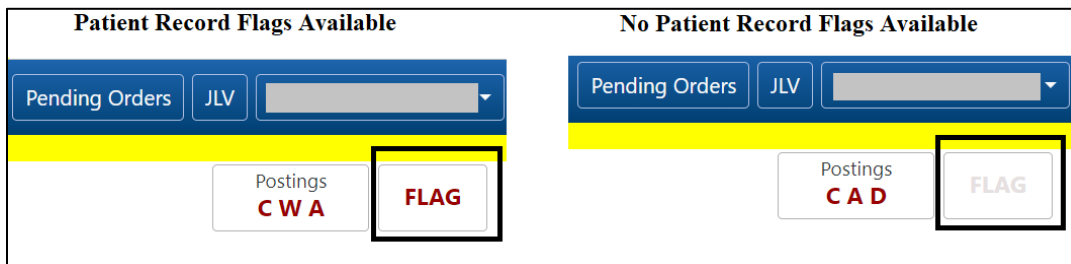 Patient Record Flags Available
Pending Orders JLV
Postings
C W A
FLAG
No Patient Record Flags Available
Pending Orders JLV
Postings
C A D
FLAG